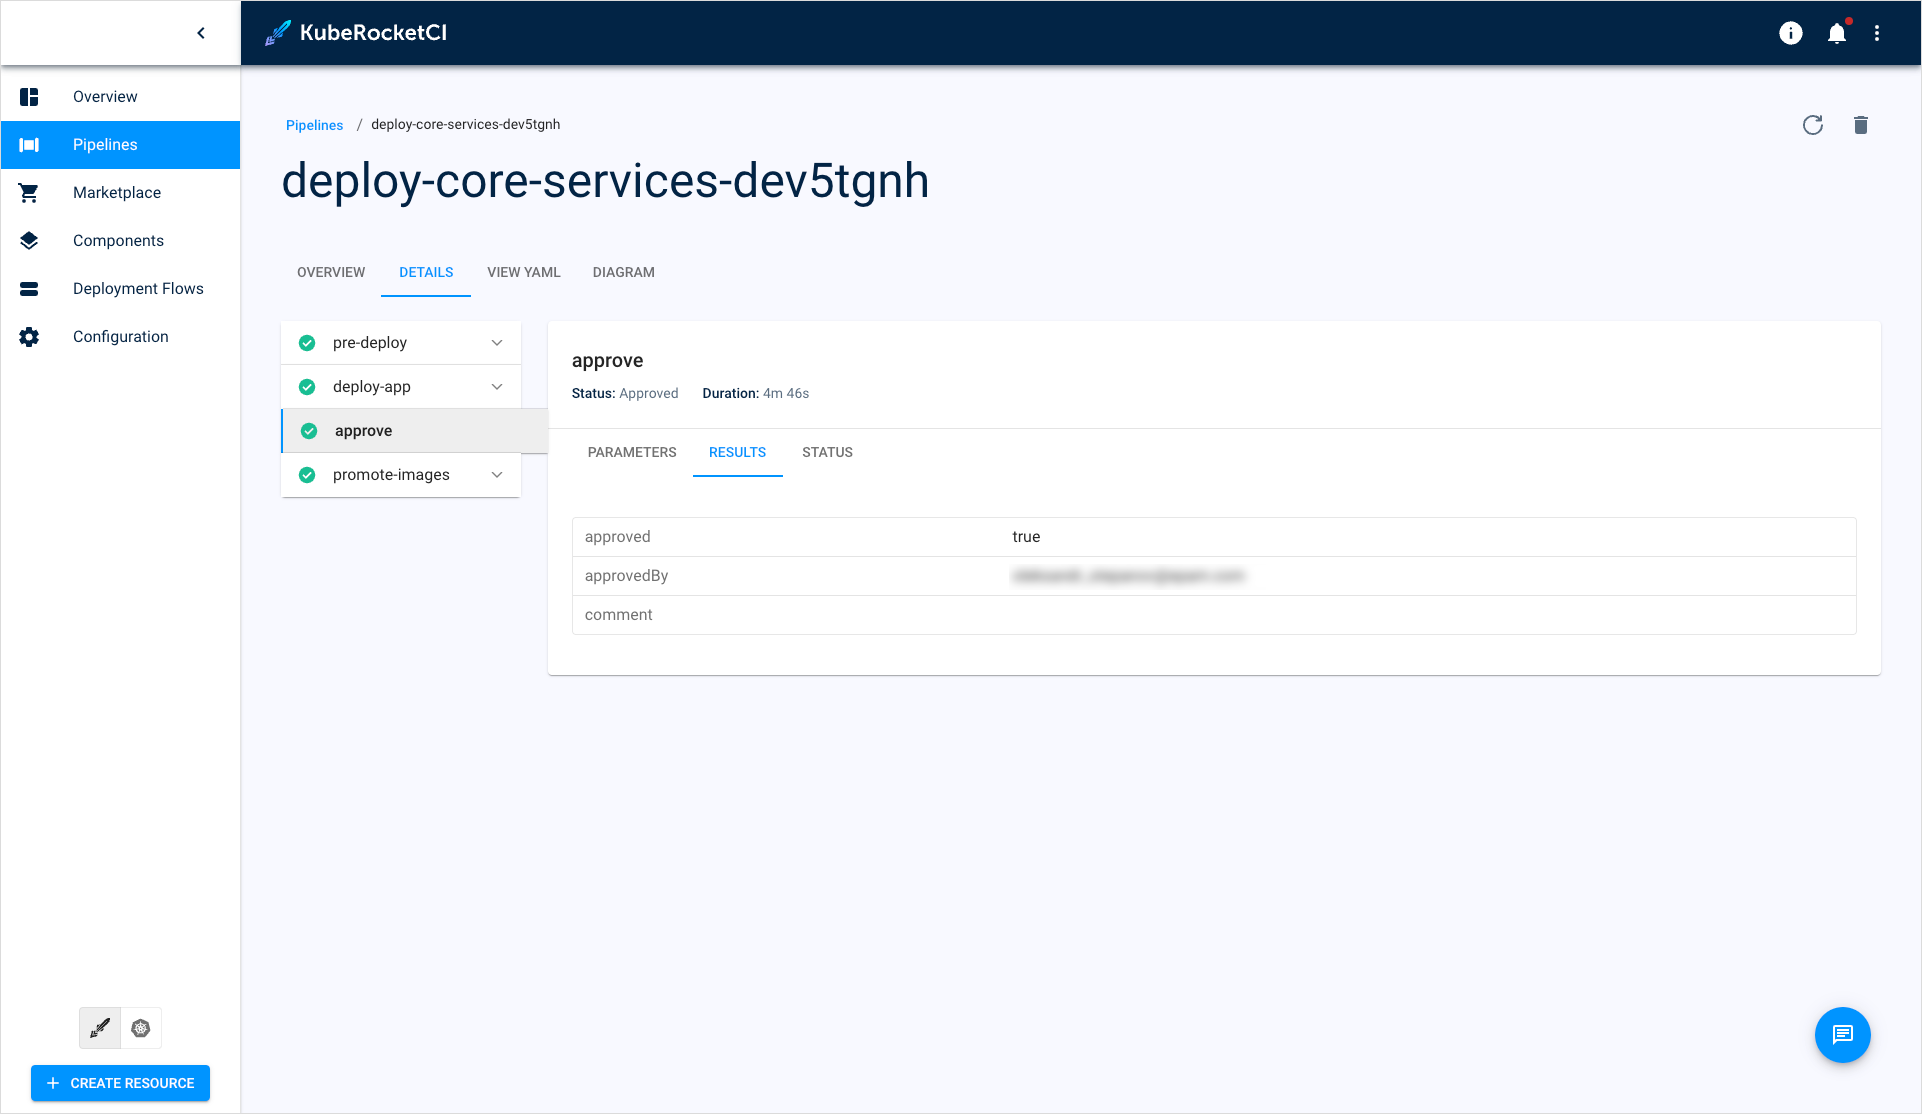 KubeRocketCI
Overview
Pipelines
Marketplace
Components
Deployment Flows
Configuration
CREATE RESOURCE
Pipelines / deploy-core-services-dev5tgnh
deploy-core-services-dev5tgnh
OVERVIEW DETAILS VIEW YAML DIAGRAM
pre-deploy
deploy-app
approve
promote-images
approve
Status: Approved Duration: 4m 46s
PARAMETERS RESULTS STATUS
approved true
approvedBy
comment